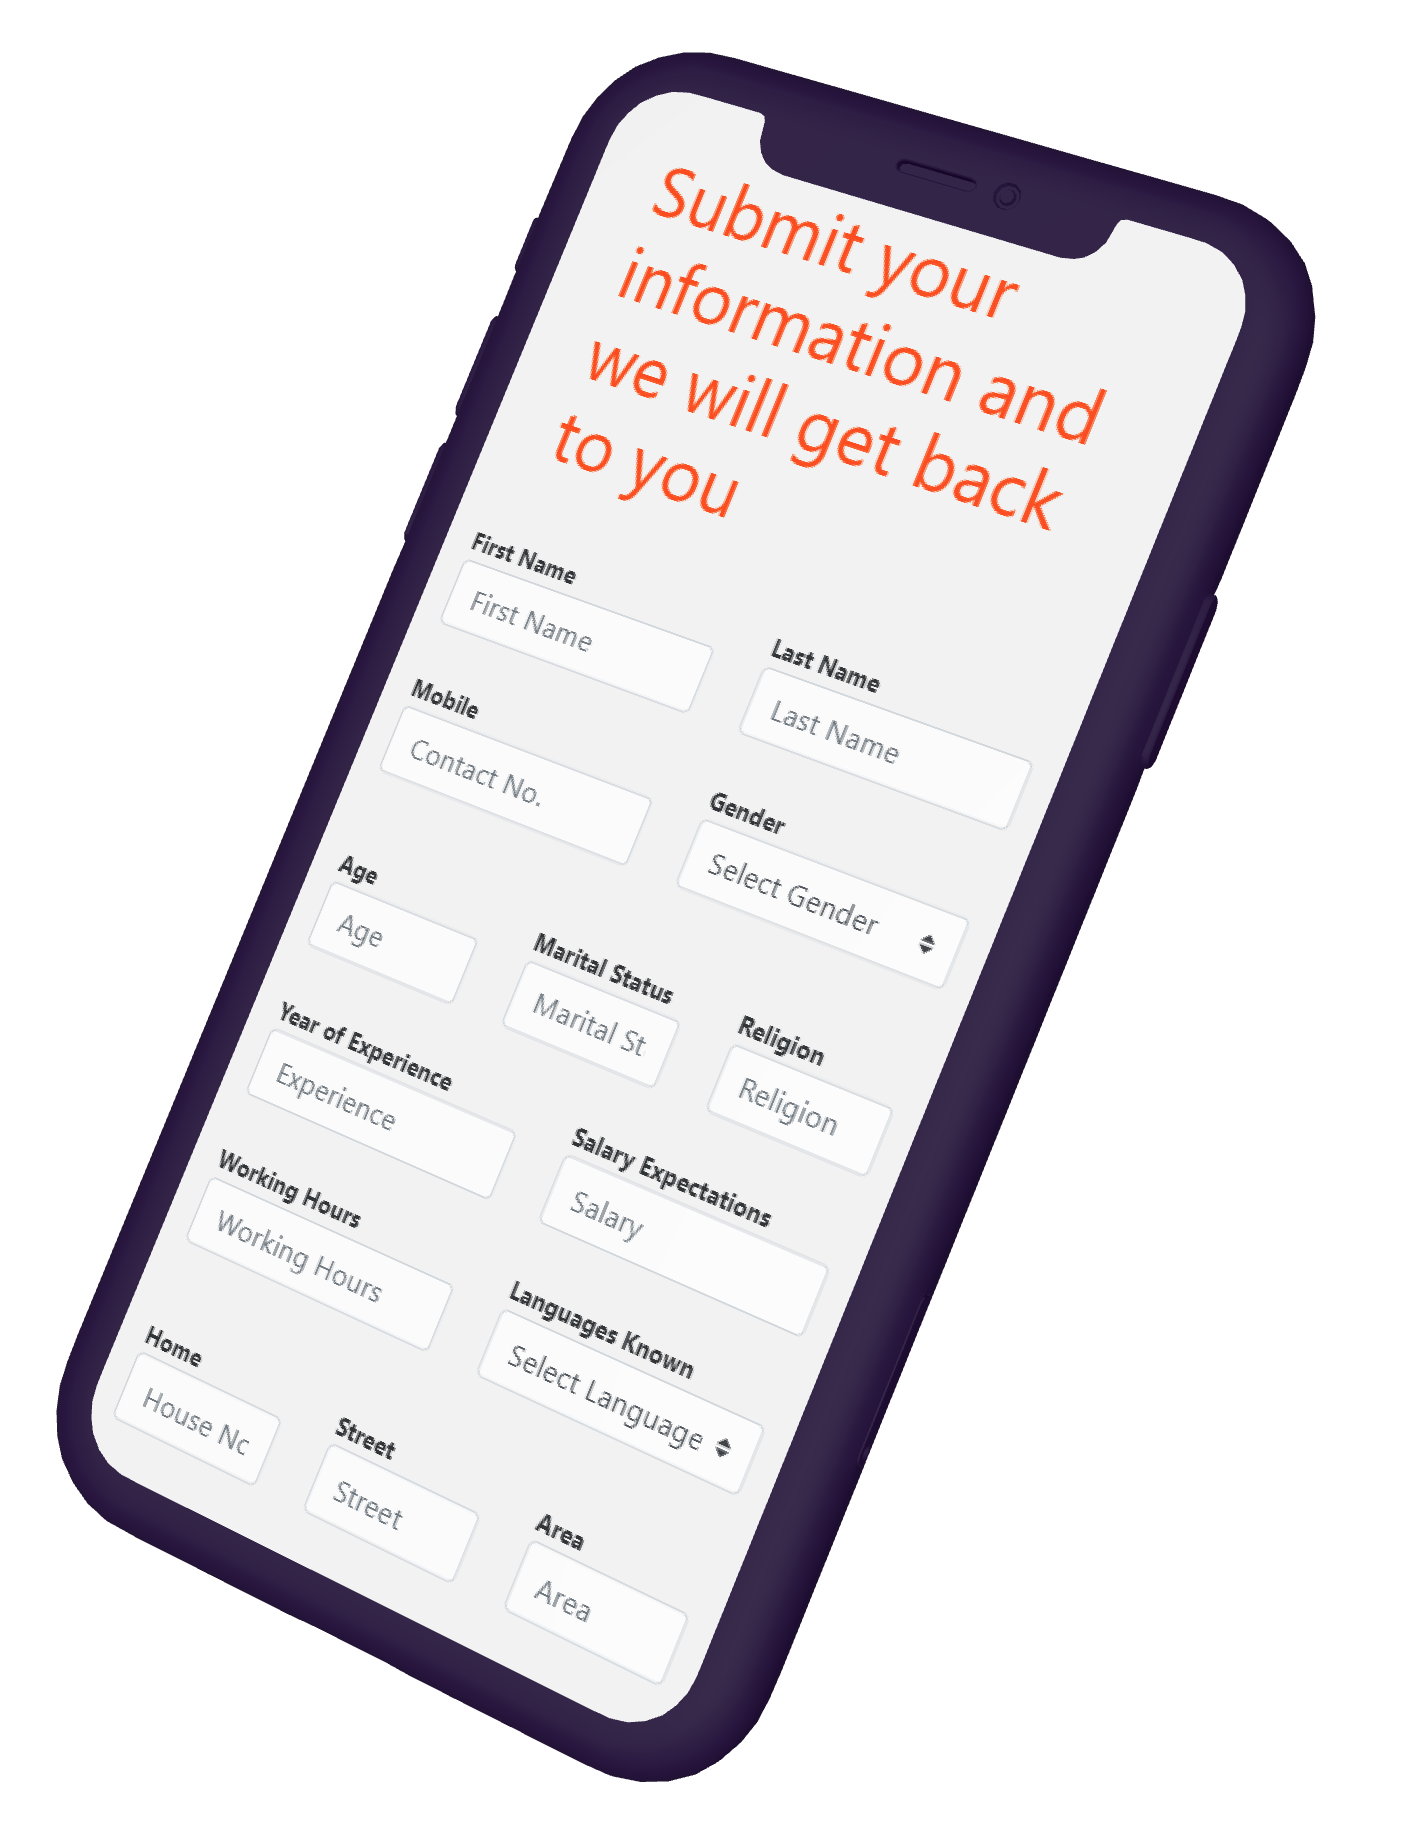 Submit your
information and
we will get back
to you
First Name
First Name
Last Name
Last Name
Mobile
Contact No.
Gender
Select Gender
Age
Age
Marital Status
Marital St
Religion
Religion
Year of Experience
Experience
Salary Expectations
Salary
Working Hours
Working Hours
Languages Known
Select Language
Home
House Nc
Street
Street
Area
Area